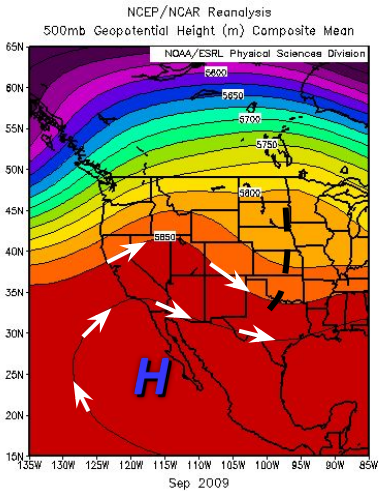 NCEP/NCAR Reanalysis
500mb Geopotential Height (m) Composite Mean
NOAA/ESRL Physical Sciences Division
65N
60N
55N
50N
45N
40N
35N
30N
25N
20N
15N
5600
5650
5700
5750
5800
5850
H
135W 130W 125W 120W 115W 110W 105W 100W 95W 90W 85W
Sep 2009